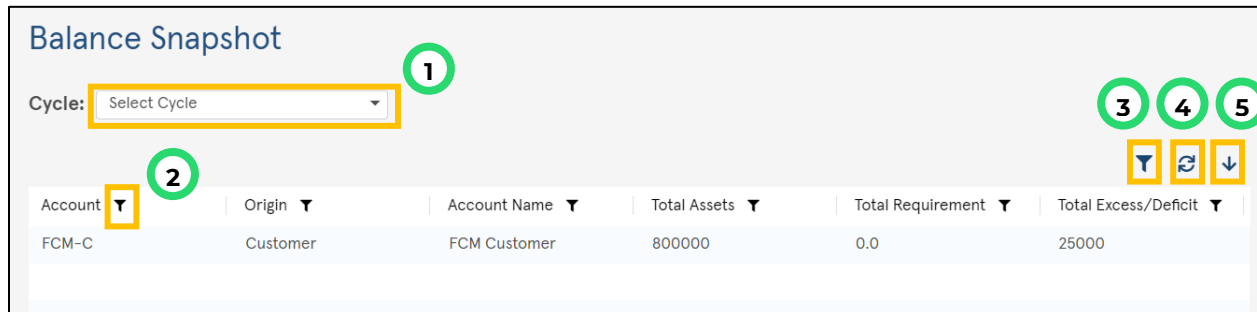 Balance Snapshot
1
Cycle: Select Cycle
3 4 5
2
Account Origin Account Name Total Assets Total Requirement Total Excess/Deficit
FCM-C Customer FCM Customer 800000 0.0 25000